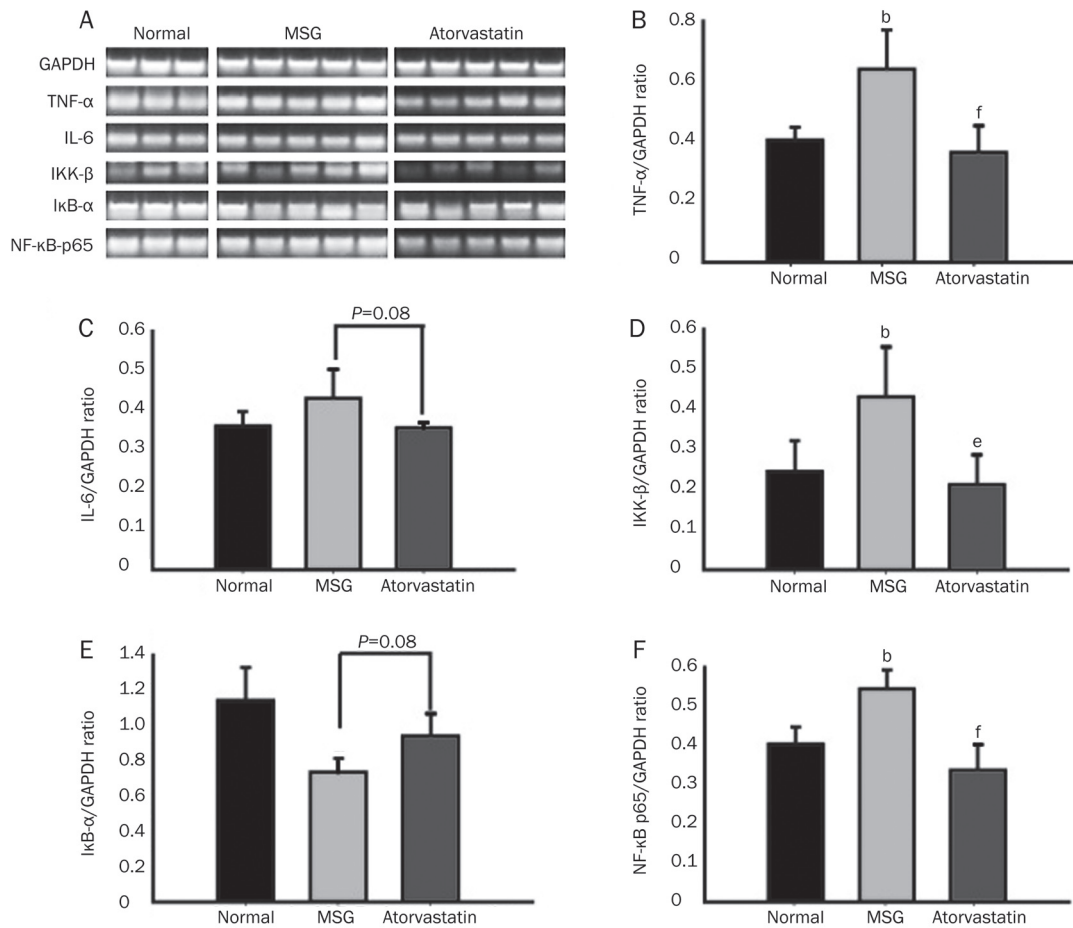 A
Normal MSG Atorvastatin
GAPDH
TNF-α
IL-6
IKK-β
IκB-α
NF-κB-p65
B
TNF-α/GAPDH ratio
0.8
0.6
0.4
0.2
0
b
f
Normal MSG Atorvastatin
C
IL-6/GAPDH ratio
0.6
0.5
0.4
0.3
0.2
0.1
0
P=0.08
Normal MSG Atorvastatin
D
IKK-β/GAPDH ratio
0.6
0.5
0.4
0.3
0.2
0.1
0
b
e
Normal MSG Atorvastatin
E
IκB-α/GAPDH ratio
1.4
1.2
1.0
0.8
0.6
0.4
0.2
0
P=0.08
Normal MSG Atorvastatin
F
NF-κB p65/GAPDH ratio
0.6
0.5
0.4
0.3
0.2
0.1
0
b
f
Normal MSG Atorvastatin